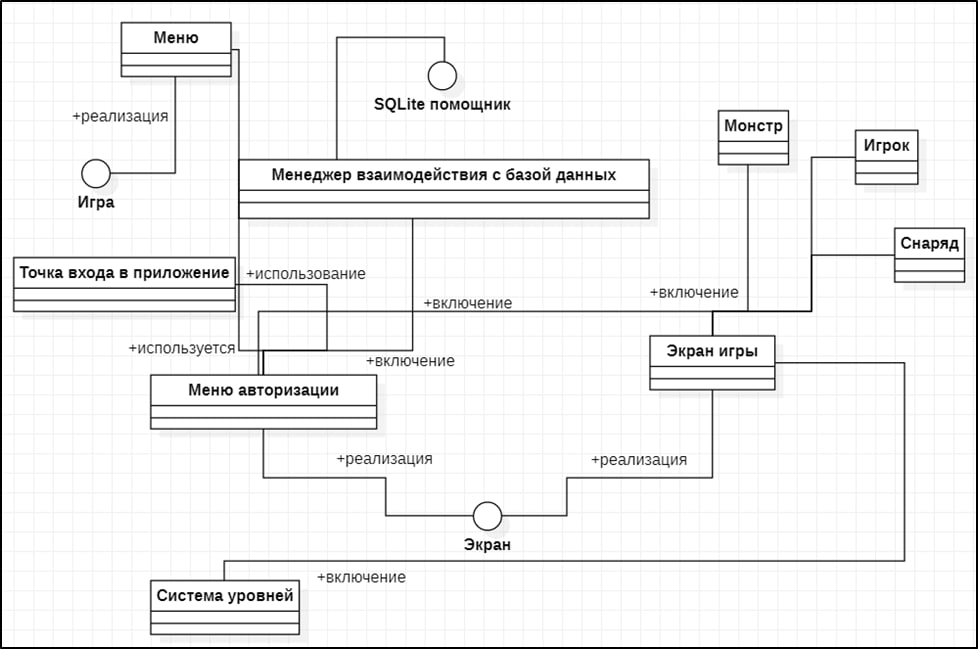 Меню
SQLite помощник
+реализация
Монстр
Игрок
Менеджер взаимодействия с базой данных
Игра
Снаряд
Точка входа в приложение
+использование
+включение
+включение
+используется
+включение
Экран игры
Меню авторизации
+реализация
+реализация
Экран
+включение
Система уровней